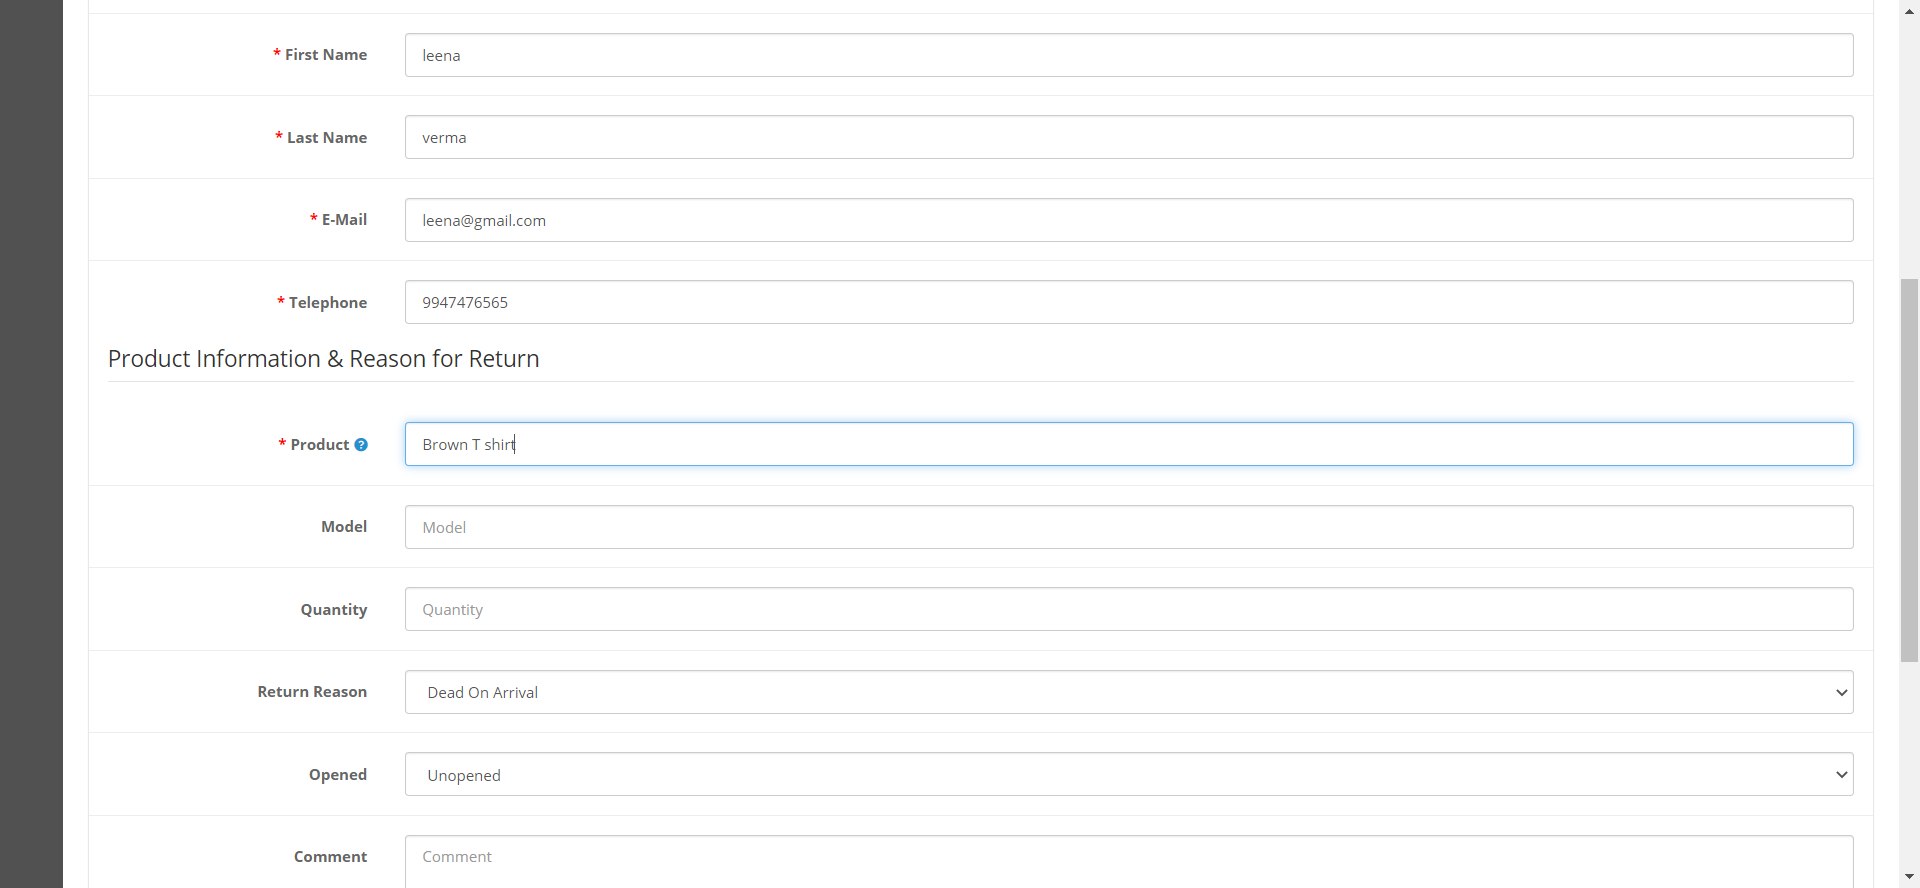 * First Name
leena
* Last Name
verma
* E-Mail
leena@gmail.com
* Telephone
9947476565
Product Information & Reason for Return
* Product ?
Brown T shirt
Model
Model
Quantity
Quantity
Return Reason
Dead On Arrival
Opened
Unopened
Comment
Comment